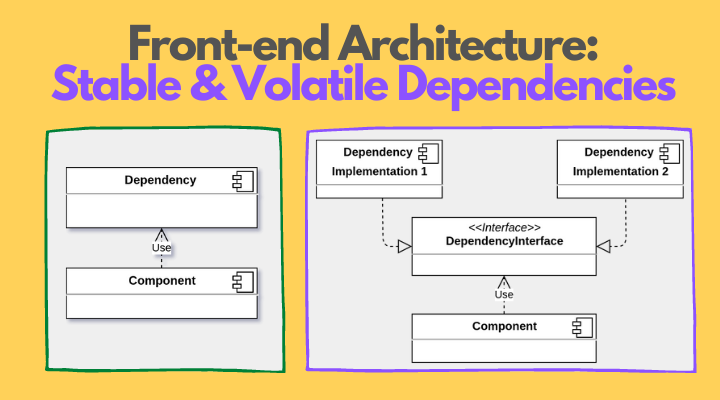 Front-end Architecture:
Stable & Volatile Dependencies
Dependency
Use
Component
Dependency
Implementation 1
Dependency
Implementation 2
<<Interface>>
DependencyInterface
Use
Component